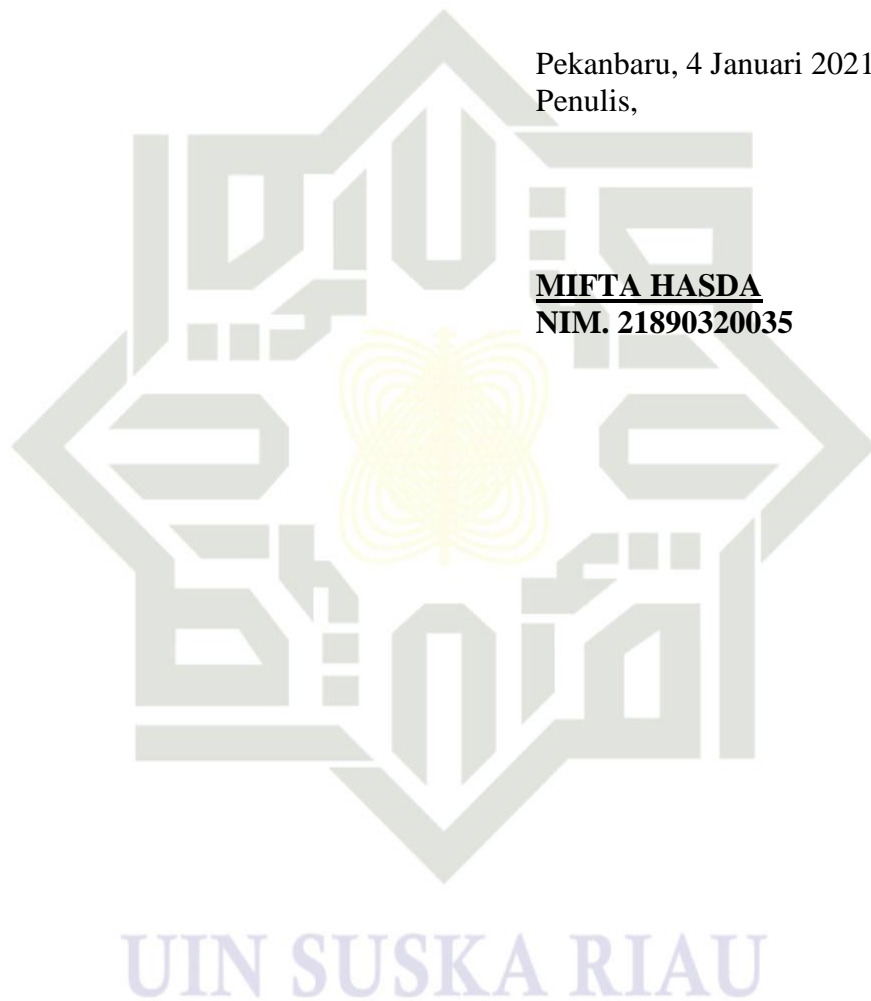 Pekanbaru, 4 Januari 2021
Penulis,
MIFTA HASDA
NIM. 21890320035
UIN SUSKA RIAU